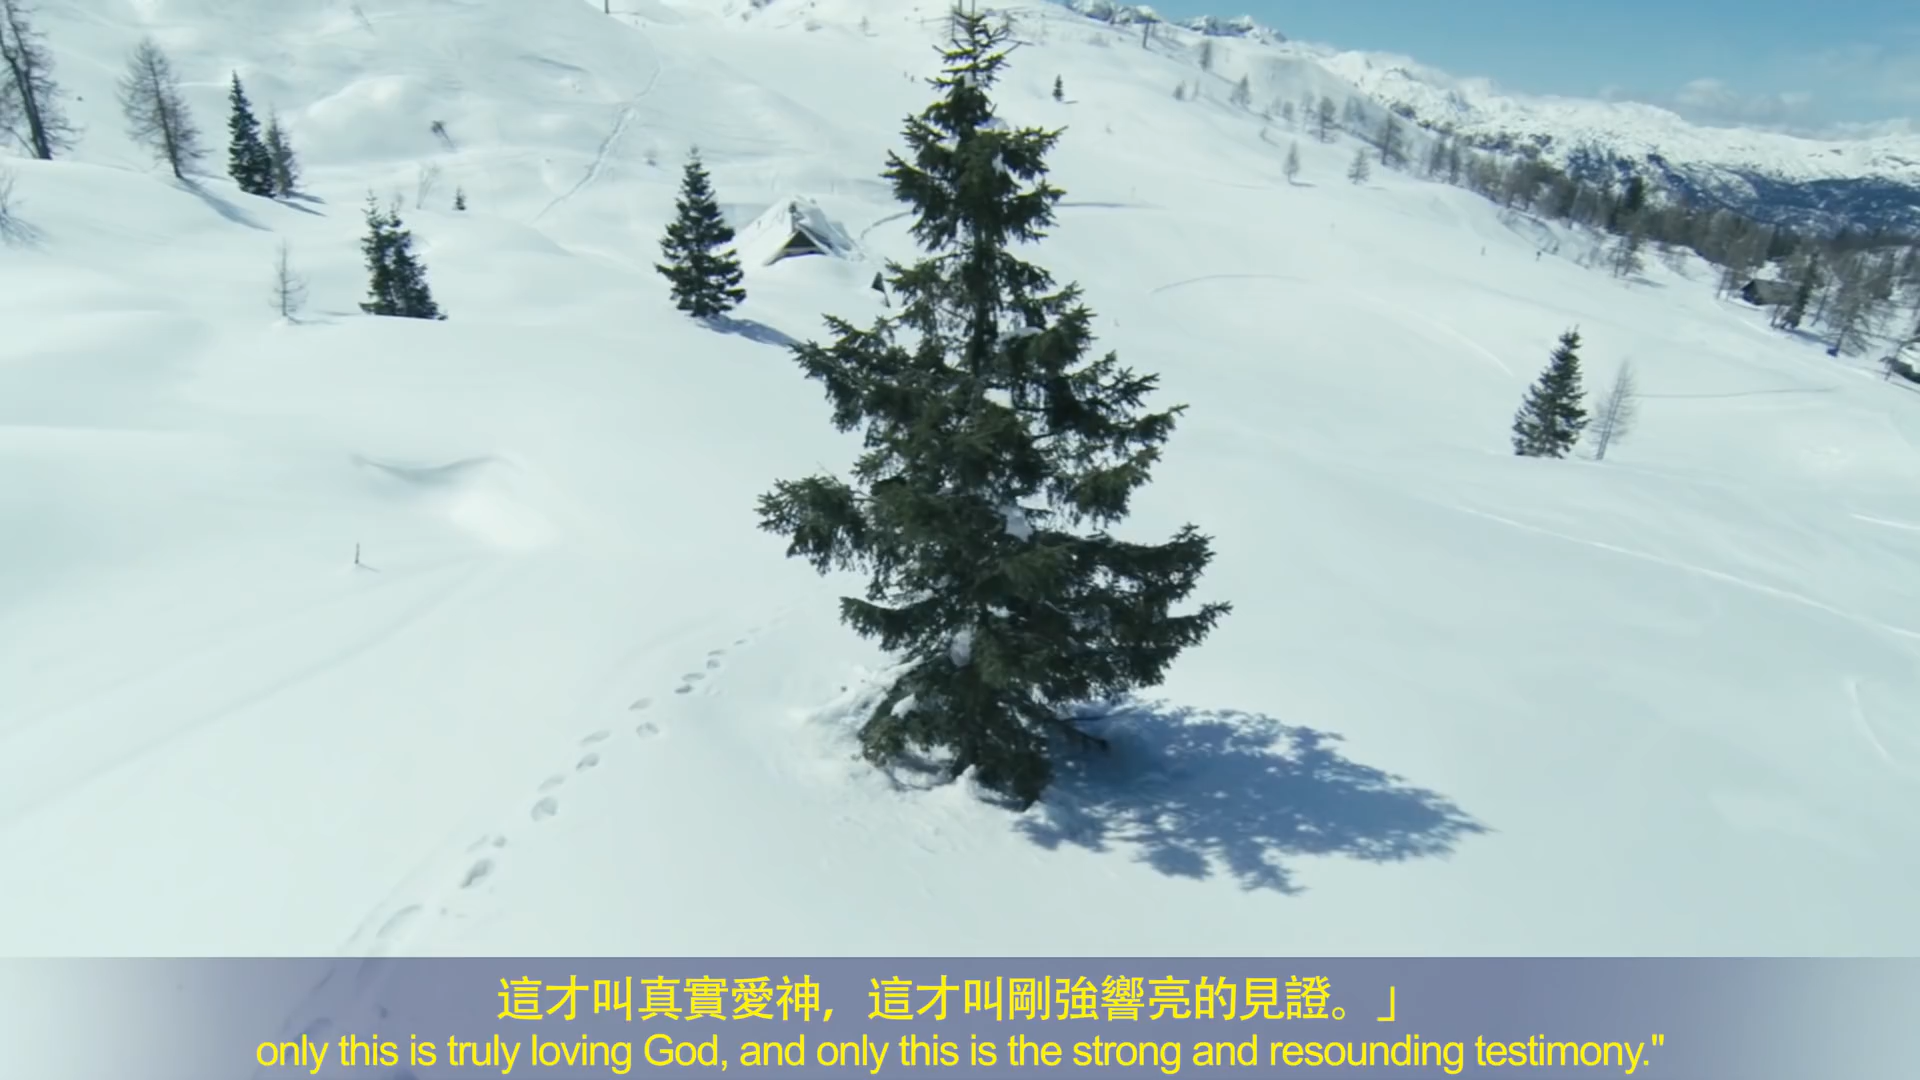 這才叫真實愛神，這才叫剛強響亮的見證。」
only this is truly loving God, and only this is the strong and resounding testimony."